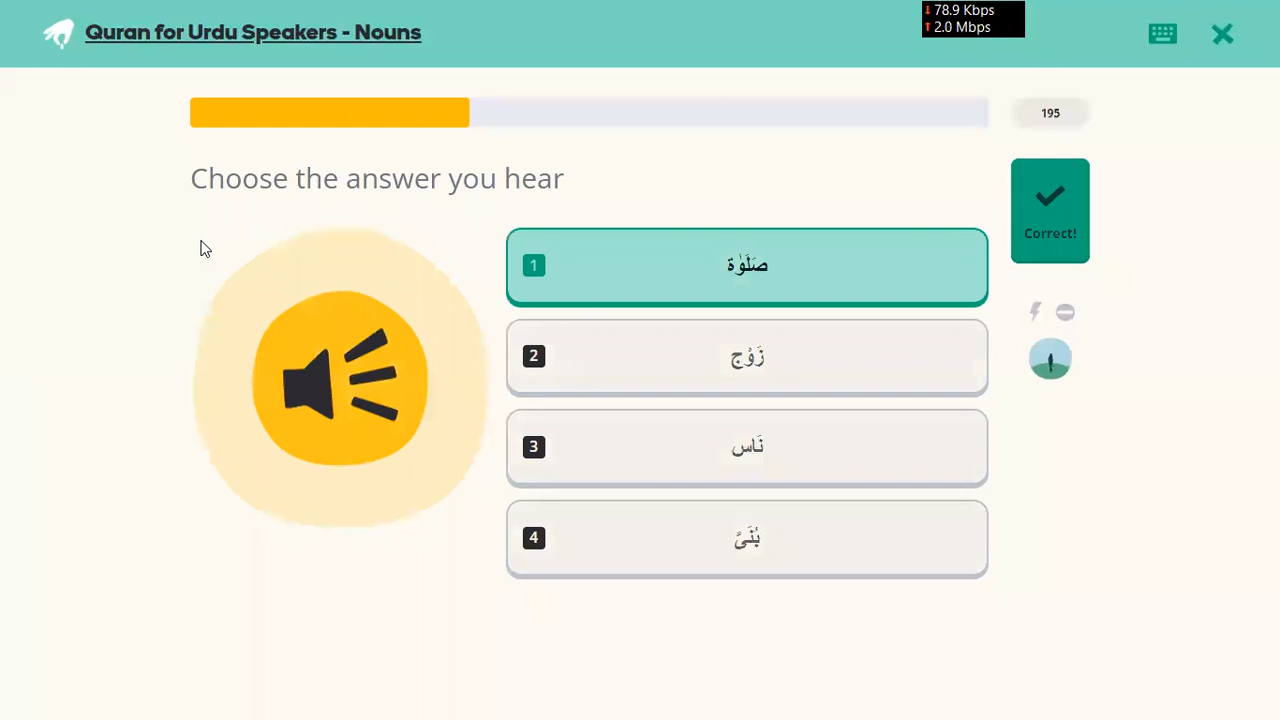 Quran for Urdu Speakers - Nouns
78.9 Kbps
2.0 Mbps
195
Choose the answer you hear
Correct!
1 صَلَوٰة
2 زَوْج
3 نَاس
4 بُنَىَّ